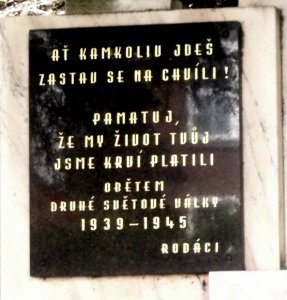 AŤ KAMKOLIV JDEŠ
ZASTAV SE NA CHVÍLI !
PAMATUJ,
ŽE MY ŽIVOT TVŮJ
JSME KRVÍ PLATILI
OBĚTEM
DRUHÉ SVĚTOVÉ VÁLKY
1939 – 1945
RODÁCI